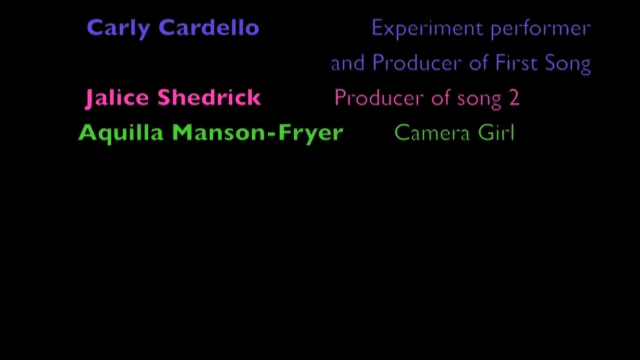 Carly Cardello Experiment performer
and Producer of First Song
Jalice Shedrick Producer of song 2
Aquilla Manson-Fryer Camera Girl